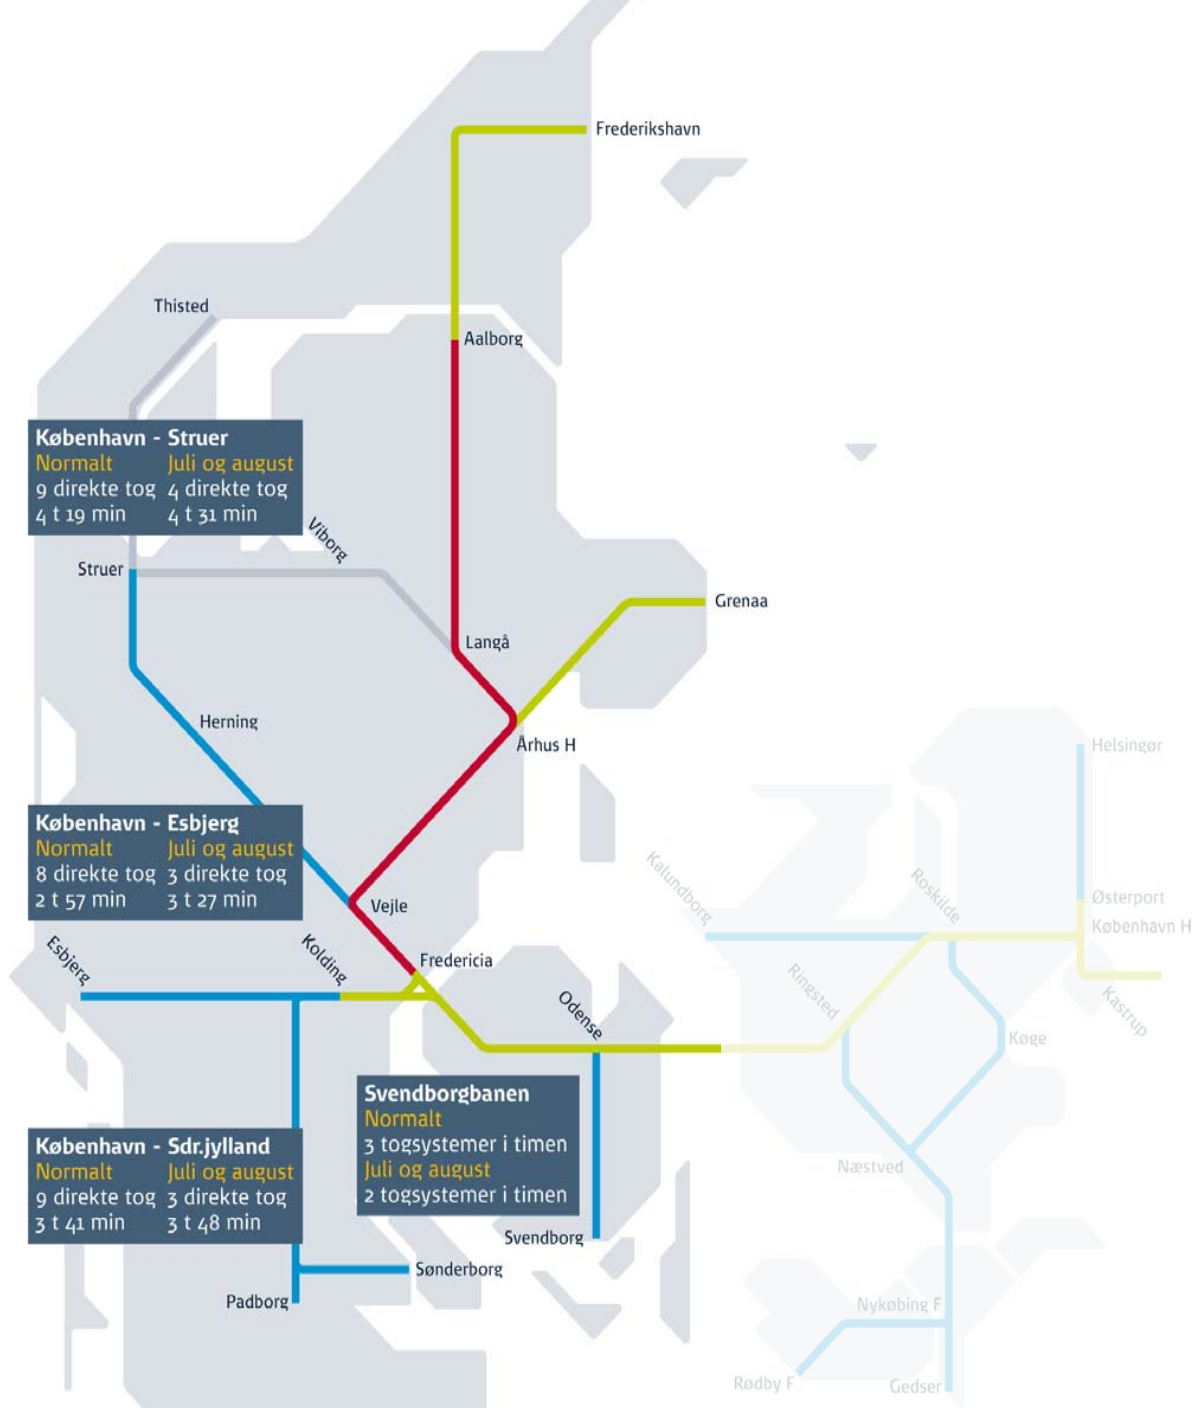 Frederikshavn
Thisted
Aalborg
København - Struer
Normalt Juli og august
9 direkte tog 4 direkte tog
4 t 19 min 4 t 31 min
Viborg
Struer
Grenaa
Langå
Herning
Århus H
Helsingør
København - Esbjerg
Normalt Juli og august
8 direkte tog 3 direkte tog
2 t 57 min 3 t 27 min
Kalundborg
Roskilde
Østerport
København H
Vejle
Esbjerg
Kolding
Fredericia
Odense
Ringsted
Kastrup
Køge
Svendborgbanen
Normalt
3 togsystemer i timen
Juli og august
2 togsystemer i timen
København - Sdr.jylland
Normalt Juli og august
9 direkte tog 3 direkte tog
3 t 41 min 3 t 48 min
Næstved
Svendborg
Sønderborg
Padborg
Nykøbing F
Rødby F
Gedser